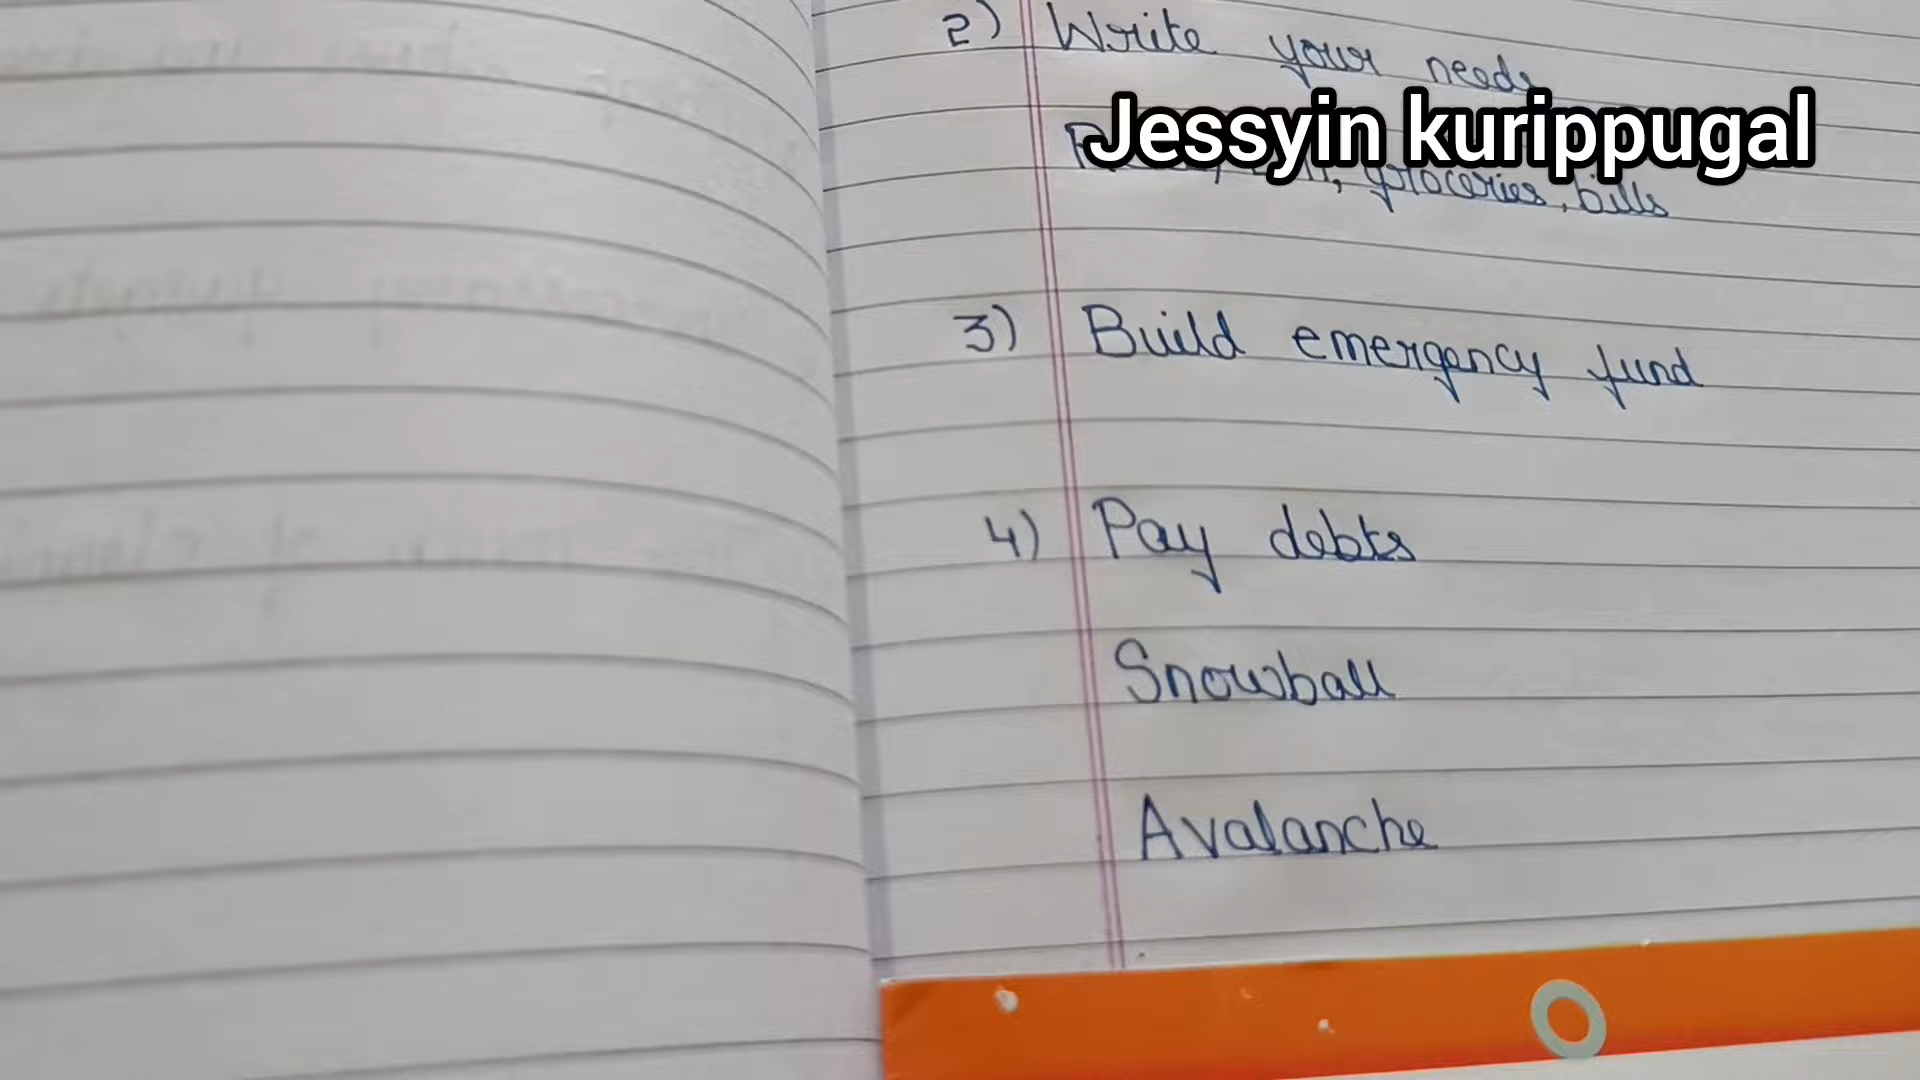 2) Write your needs
Jessyin kurippugal
groceries, bills
3) Build emergency fund
4) Pay debts
Snowball
Avalanche